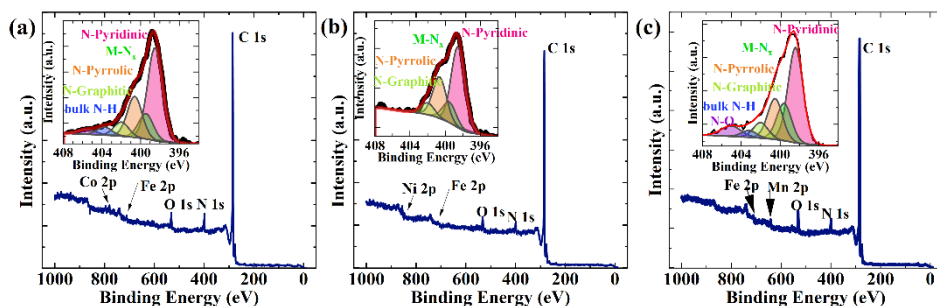 (a)
N-Pyridinic
M-Nx
N-Pyrrolic
N-Graphitic
bulk N-H
Intensity (a.u.)
408 404 400 396
Binding Energy (eV)
C 1s
Co 2p
Fe 2p
O 1s
N 1s
Intensity (a.u.)
1000 800 600 400 200 0
Binding Energy (eV)
(b)
N-Pyridinic
M-Nx
N-Pyrrolic
N-Graphitic
Intensity (a.u.)
408 404 400 396
Binding Energy (eV)
C 1s
Ni 2p
Fe 2p
O 1s
N 1s
Intensity (a.u.)
1000 800 600 400 200 0
Binding Energy (eV)
(c)
N-Pyridinic
M-Nx
N-Pyrrolic
N-Graphitic
bulk N-H
N-O
Intensity (a.u.)
408 404 400 396
Binding Energy (eV)
C 1s
Fe 2p
Mn 2p
O 1s
N 1s
Intensity (a.u.)
1000 800 600 400 200 0
Binding Energy (eV)